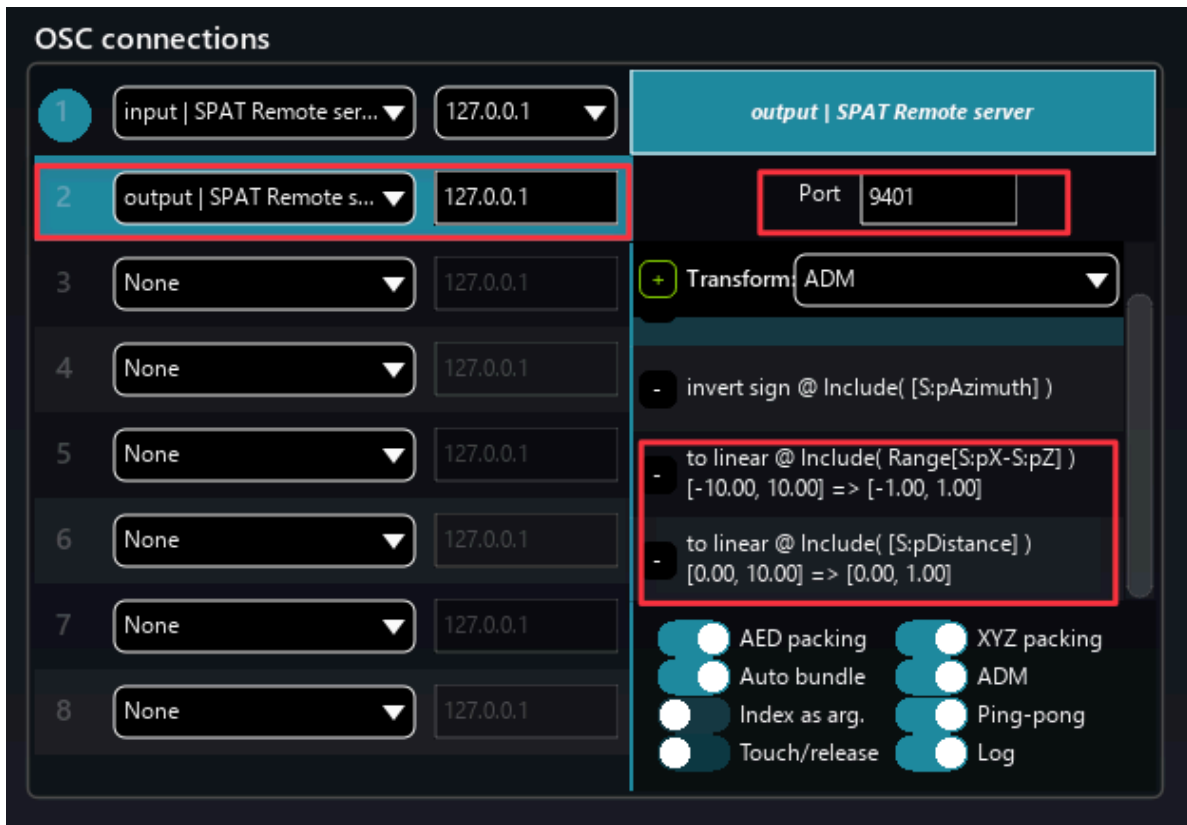 OSC connections
1 input | SPAT Remote ser... 127.0.0.1
2 output | SPAT Remote s... 127.0.0.1
3 None 127.0.0.1
4 None 127.0.0.1
5 None 127.0.0.1
6 None 127.0.0.1
7 None 127.0.0.1
8 None 127.0.0.1
output | SPAT Remote server
Port 9401
+ Transform: ADM
- invert sign @ Include( [S:pAzimuth] )
- to linear @ Include( Range[S:pX-S:pZ] )
[-10.00, 10.00] => [-1.00, 1.00]
- to linear @ Include( [S:pDistance] )
[0.00, 10.00] => [0.00, 1.00]
AED packing XYZ packing
Auto bundle ADM
Index as arg. Ping-pong
Touch/release Log